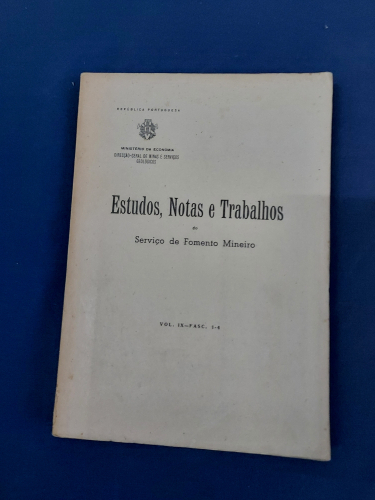 REPÚBLICA PORTUGUESA
MINISTÉRIO DA ECONOMIA
DIRECÇÃO-GERAL DE MINAS E SERVIÇOS
GEOLÓGICOS
Estudos, Notas e Trabalhos
do
Serviço de Fomento Mineiro
VOL. IX—FASC. 1-4